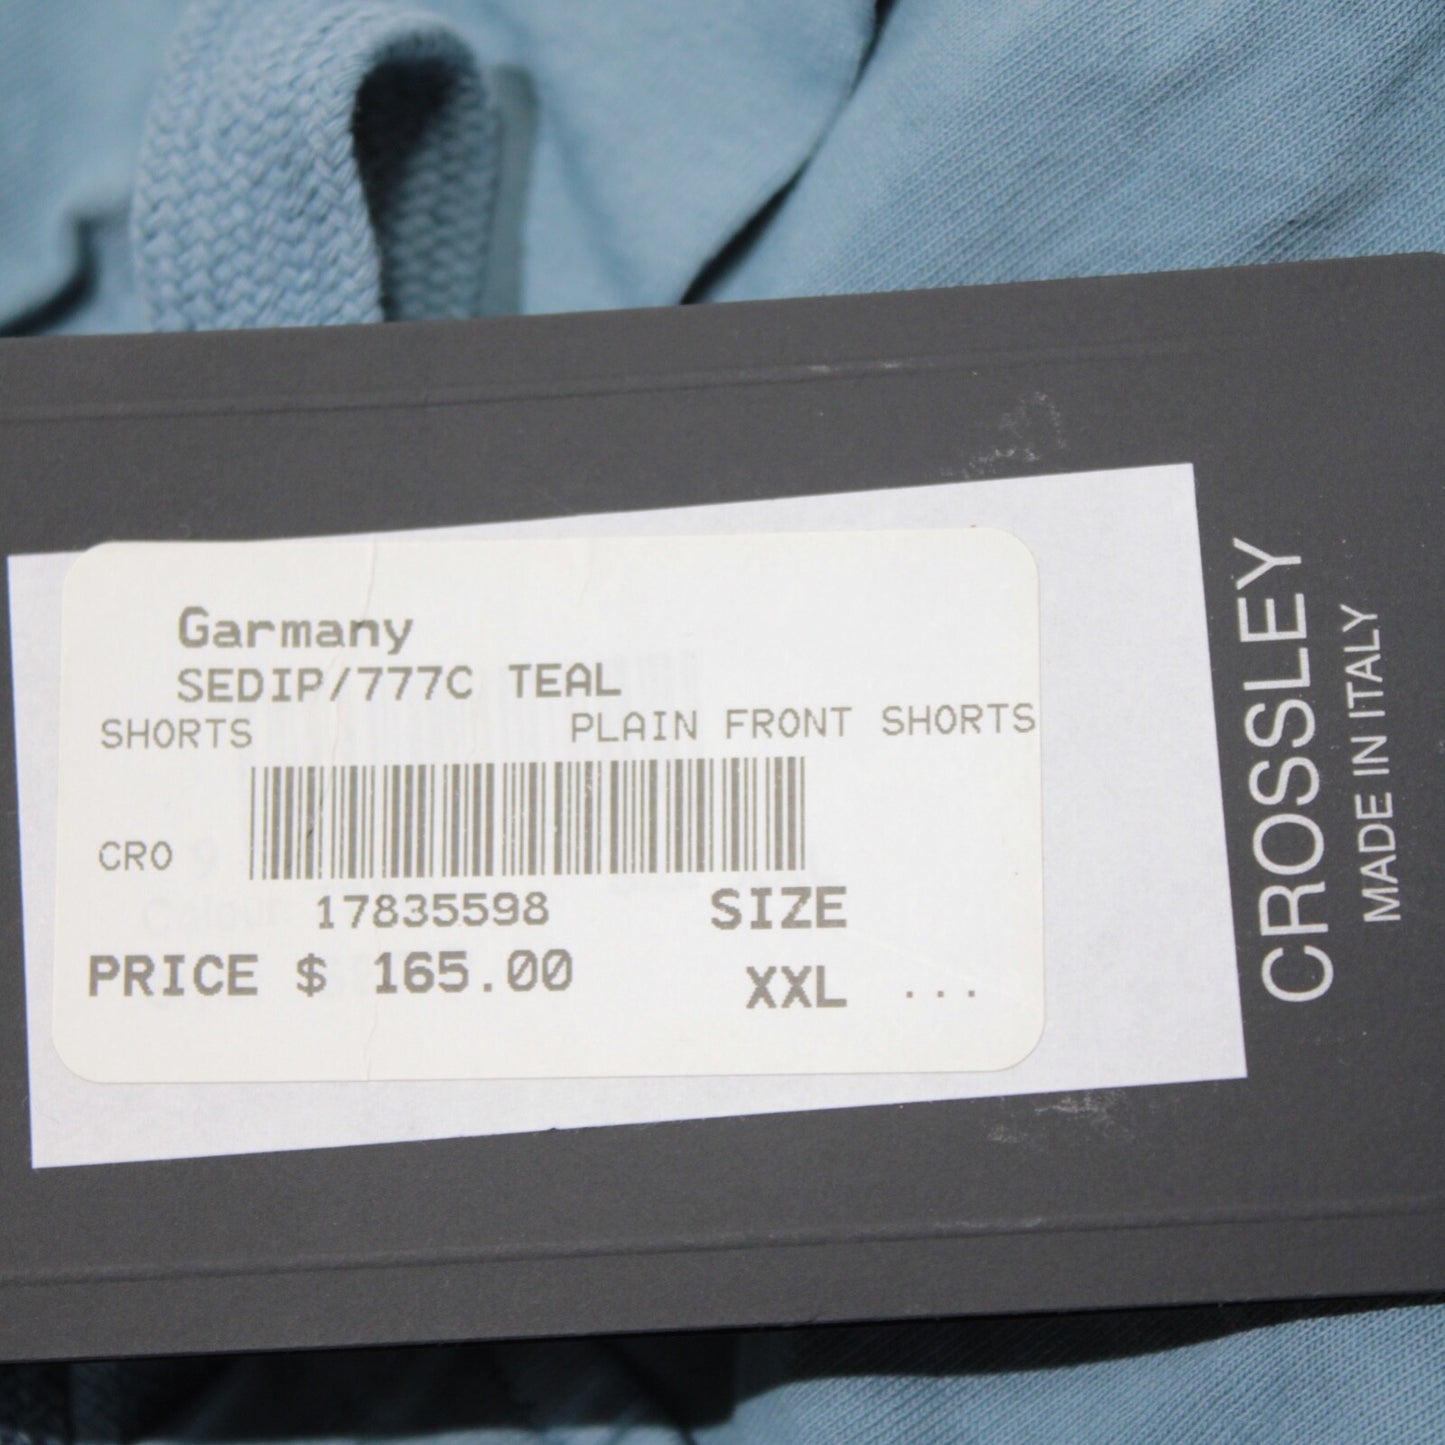 Garmany
SEDIP/777C TEAL
SHORTS PLAIN FRONT SHORTS
CRO
17835598 SIZE
PRICE $ 165.00 XXL ...
CROSSLEY
MADE IN ITALY